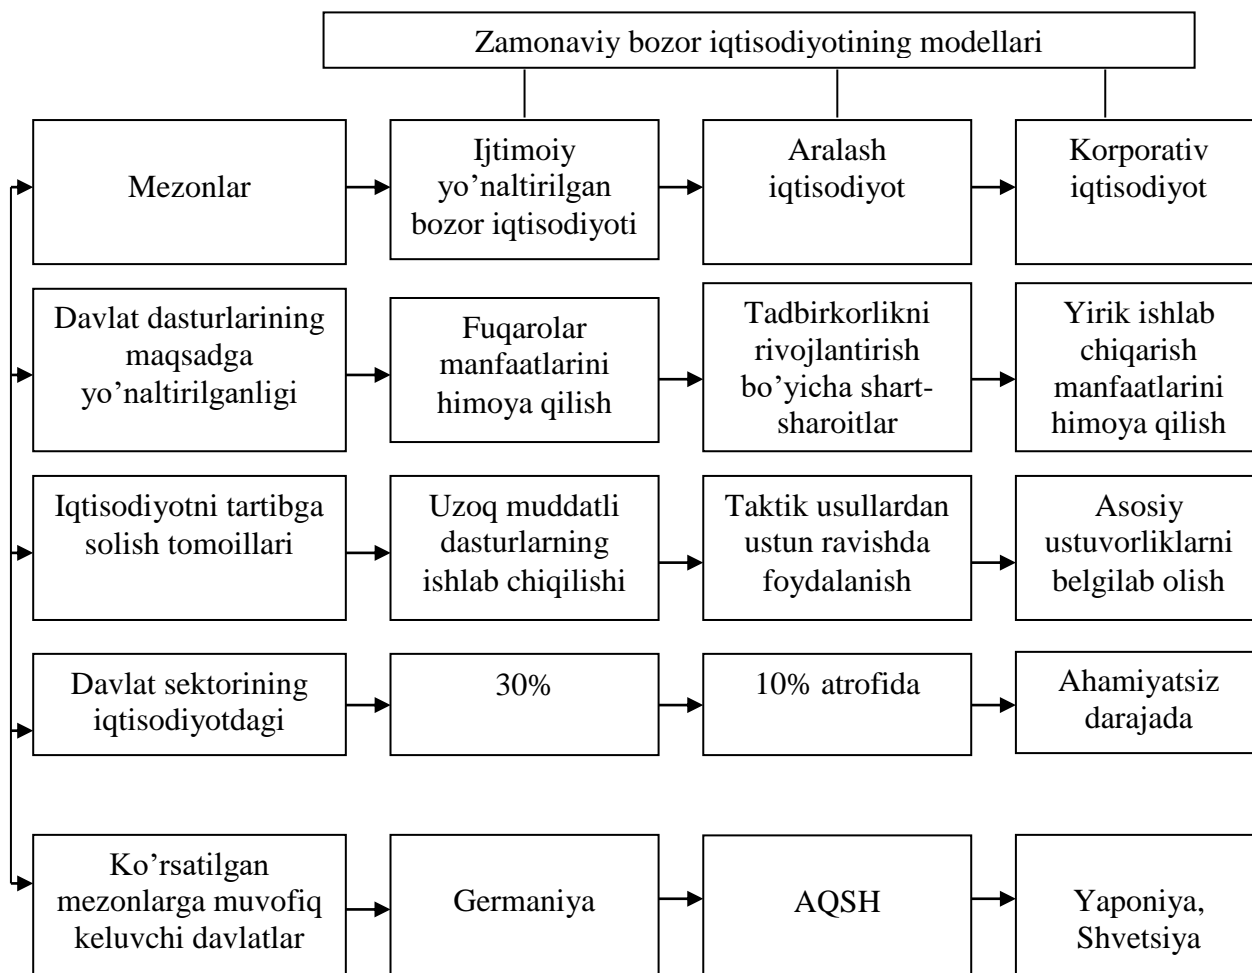 Zamonaviy bozor iqtisodiyotining modellari
Mezonlar
Ijtimoiy
yo’naltirilgan
bozor iqtisodiyoti
Aralash
iqtisodiyot
Korporativ
iqtisodiyot
Davlat dasturlarining
maqsadga
yo’naltirilganligi
Fuqarolar
manfaatlarini
himoya qilish
Tadbirkorlikni
rivojlantirish
bo’yicha shart-
sharoitlar
Yirik ishlab
chiqarish
manfaatlarini
himoya qilish
Iqtisodiyotni tartibga
solish tomoillari
Uzoq muddatli
dasturlarning
ishlab chiqilishi
Taktik usullardan
ustun ravishda
foydalanish
Asosiy
ustuvorliklarni
belgilab olish
Davlat sektorining
iqtisodiyotdagi
30%
10% atrofida
Ahamiyatsiz
darajada
Ko’rsatilgan
mezonlarga muvofiq
keluvchi davlatlar
Germaniya
AQSH
Yaponiya,
Shvetsiya